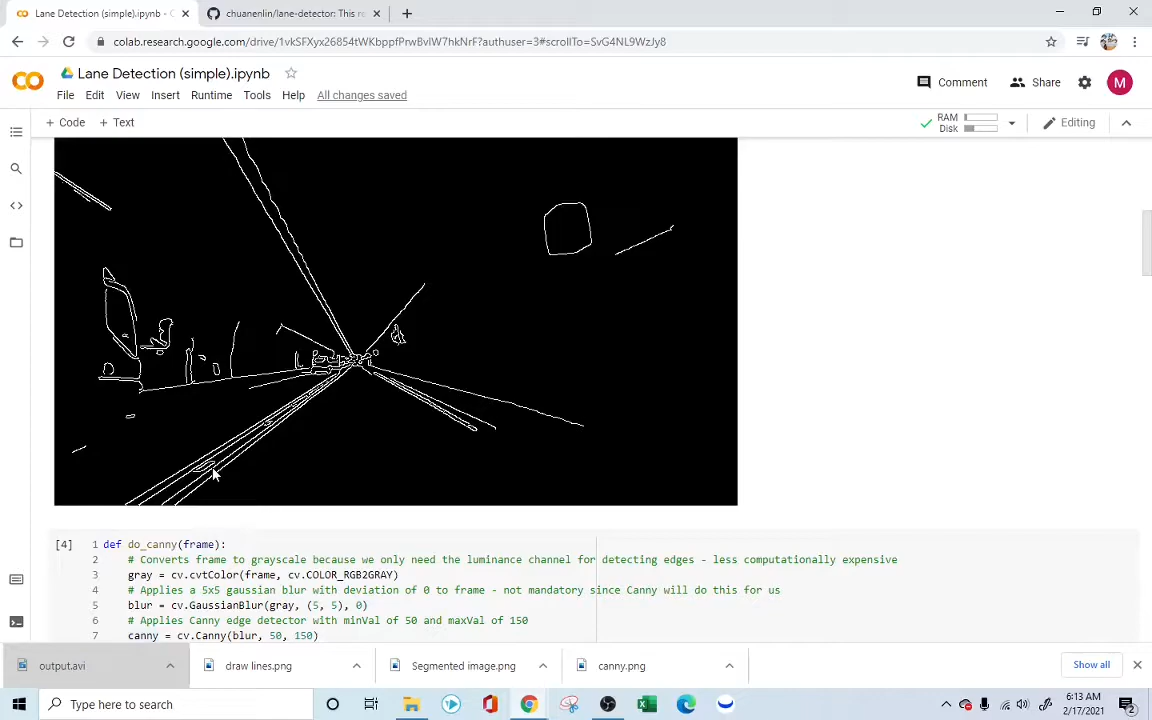 Lane Detection (simple).ipynb - C
chuanenlin/lane-detector: This re
colab.research.google.com/drive/1vkSFXyx26854tWKbppfPrwBvlW7hkNrF?authuser=3#scrollTo=SvG4NL9WzJy8
Lane Detection (simple).ipynb
Comment
Share
M
File Edit View Insert Runtime Tools Help All changes saved
+ Code + Text
RAM
Disk
Editing
[4] 1 def do_canny(frame):
2 # Converts frame to grayscale because we only need the luminance channel for detecting edges - less computationally expensive
3 gray = cv.cvtColor(frame, cv.COLOR_RGB2GRAY)
4 # Applies a 5x5 gaussian blur with deviation of 0 to frame - not mandatory since Canny will do this for us
5 blur = cv.GaussianBlur(gray, (5, 5), 0)
6 # Applies Canny edge detector with minVal of 50 and maxVal of 150
7 canny = cv.Canny(blur, 50, 150)
output.avi
draw lines.png
Segmented image.png
canny.png
Show all
Type here to search
6:13 AM
2/17/2021
2